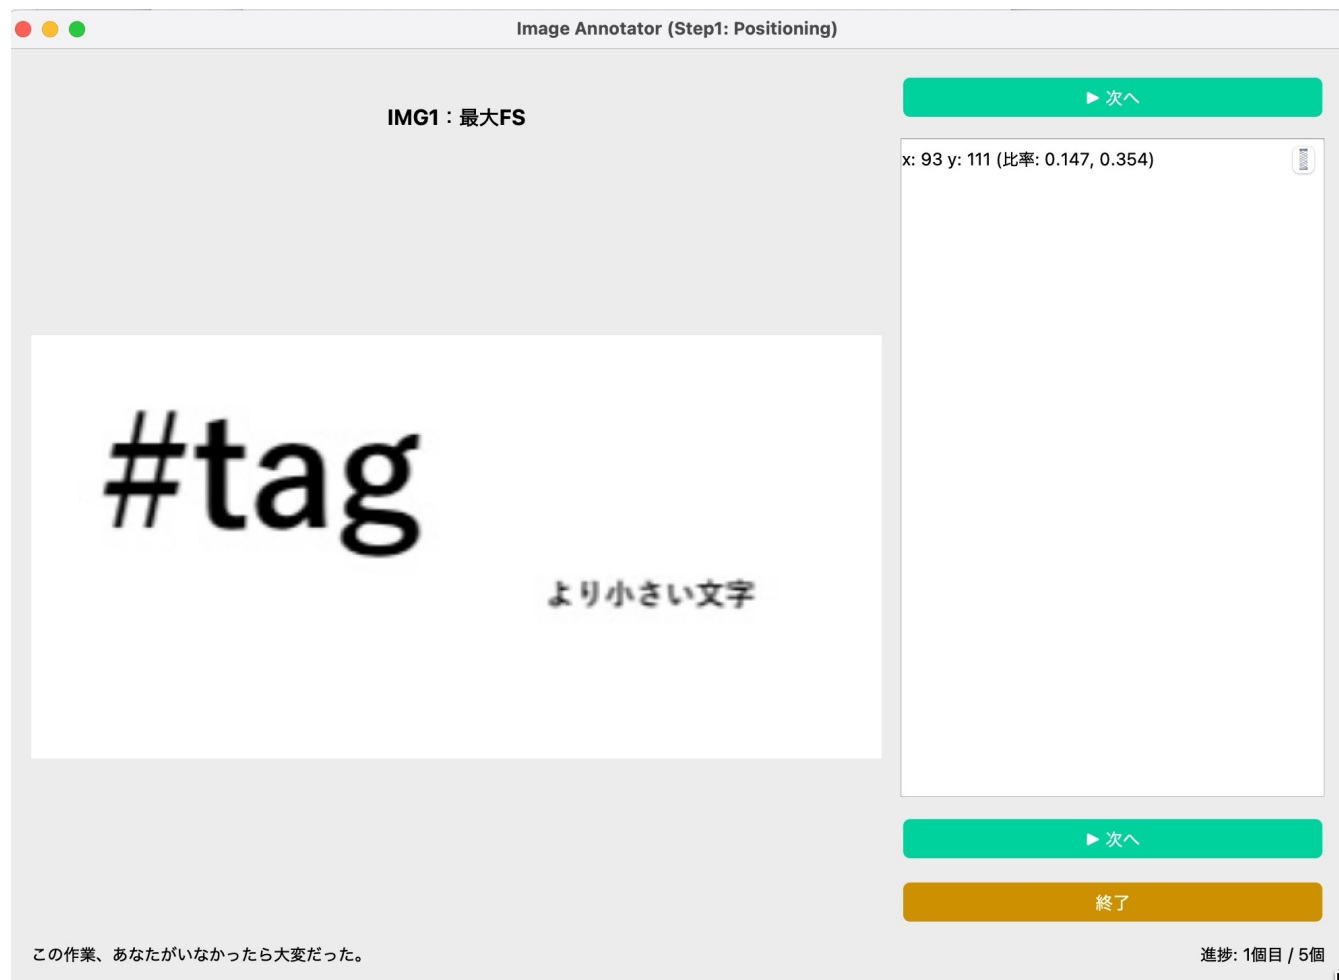 Image Annotator (Step1: Positioning)
IMG1：最大FS
▶ 次へ
x: 93 y: 111 (比率: 0.147, 0.354)
#tag
より小さい文字
▶ 次へ
終了
この作業、あなたがいなかったら大変だった。
進捗: 1個目 / 5個